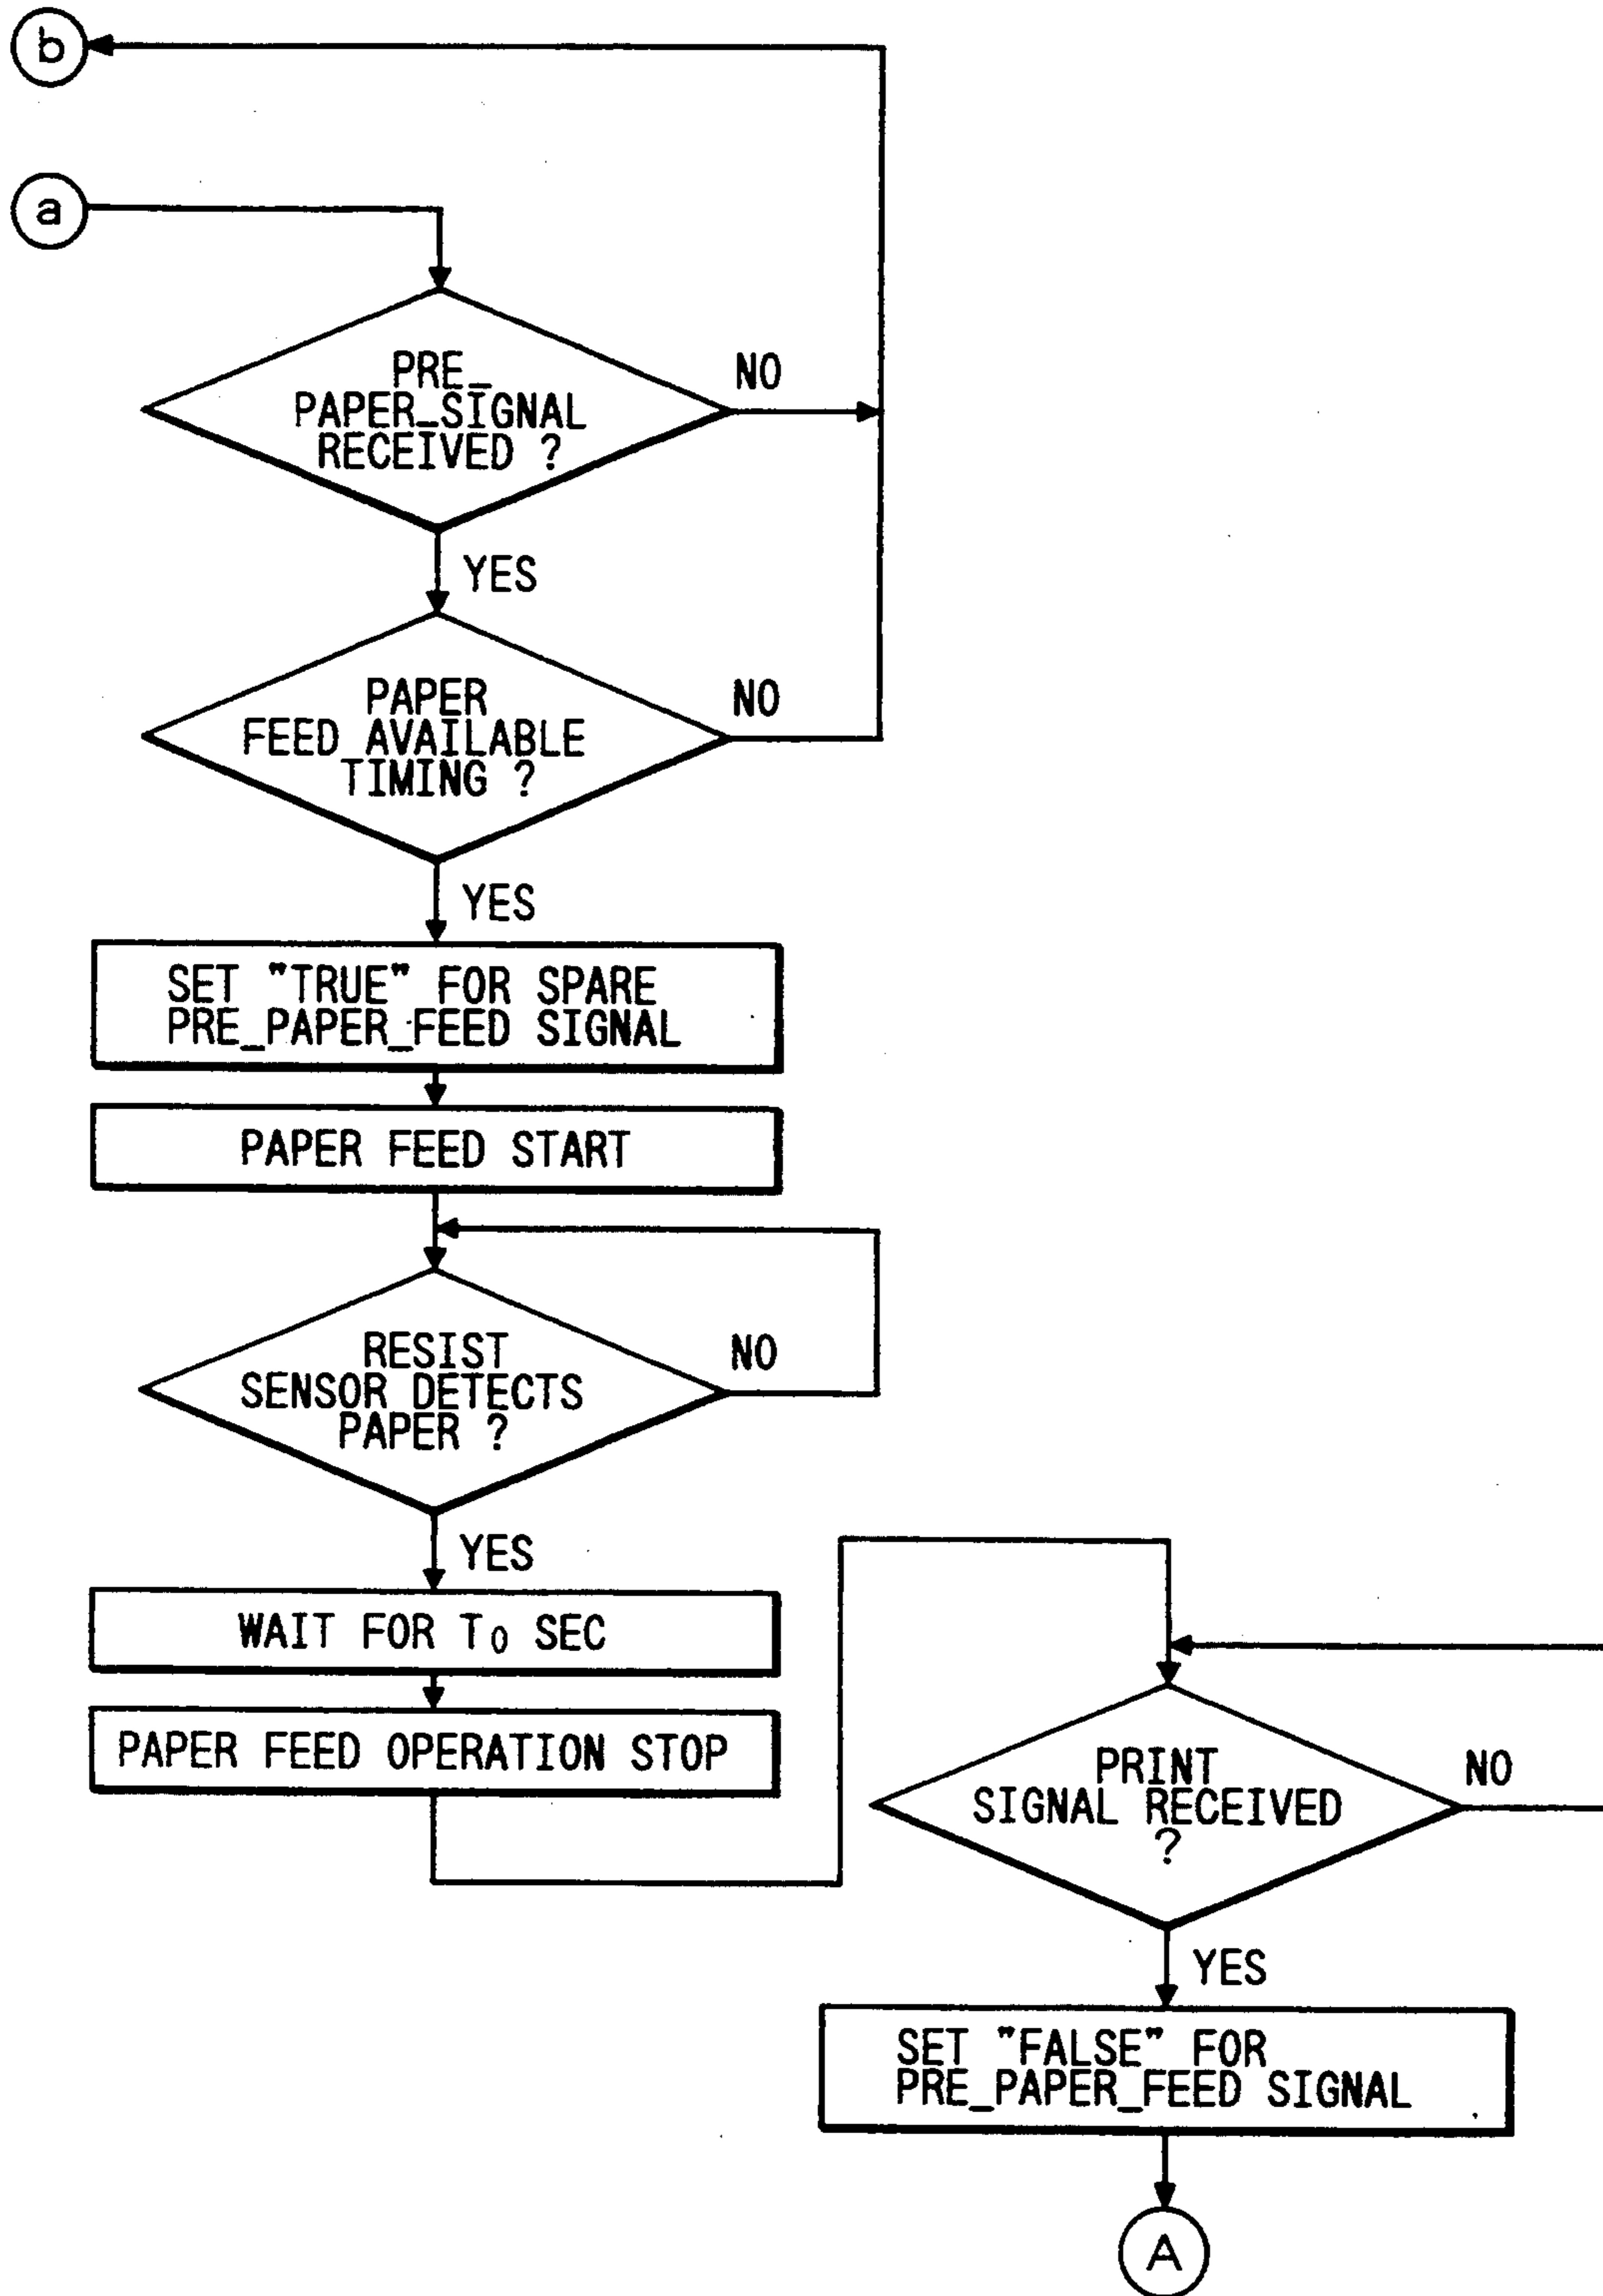 b
a
PRE_
PAPER_SIGNAL
RECEIVED ?
NO
YES
PAPER
FEED AVAILABLE
TIMING ?
NO
YES
SET "TRUE" FOR SPARE
PRE_PAPER_FEED SIGNAL
PAPER FEED START
RESIST
SENSOR DETECTS
PAPER ?
NO
YES
WAIT FOR T₀ SEC
PAPER FEED OPERATION STOP
PRINT
SIGNAL RECEIVED
?
NO
YES
SET "FALSE" FOR
PRE_PAPER_FEED SIGNAL
A